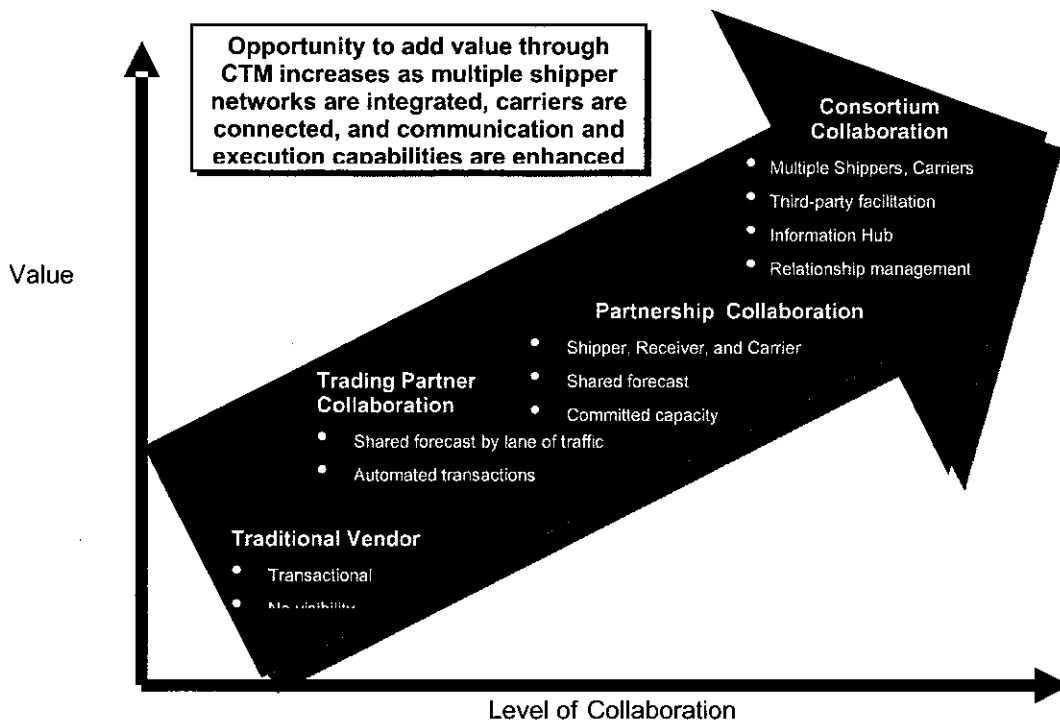 Opportunity to add value through
CTM increases as multiple shipper
networks are integrated, carriers are
connected, and communication and
execution capabilities are enhanced
Value
Consortium
Collaboration
• Multiple Shippers, Carriers
• Third-party facilitation
• Information Hub
• Relationship management
Partnership Collaboration
• Shipper, Receiver, and Carrier
• Shared forecast
• Committed capacity
Trading Partner
Collaboration
• Shared forecast by lane of traffic
• Automated transactions
Traditional Vendor
• Transactional
• No visibility
Level of Collaboration